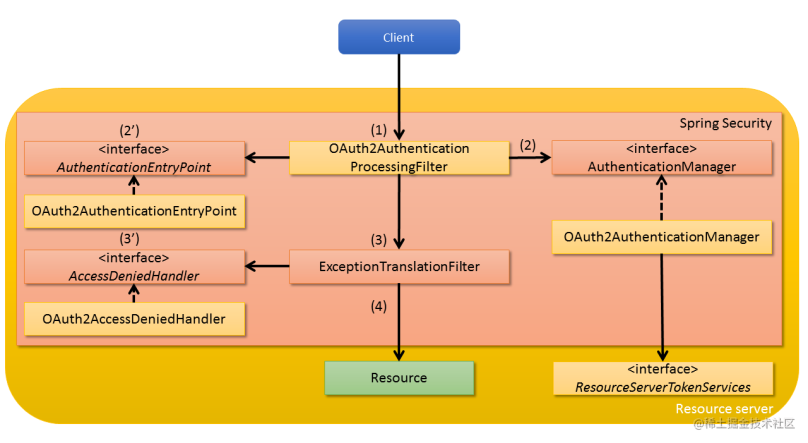 Client
Spring Security
(2’)
<interface>
AuthenticationEntryPoint
(1)
OAuth2Authentication
ProcessingFilter
(2)
<interface>
AuthenticationManager
OAuth2AuthenticationEntryPoint
OAuth2AuthenticationManager
(3’)
<interface>
AccessDeniedHandler
(3)
ExceptionTranslationFilter
OAuth2AccessDeniedHandler
(4)
Resource
<interface>
ResourceServerTokenServices
Resource server
@稀土掘金技术社区